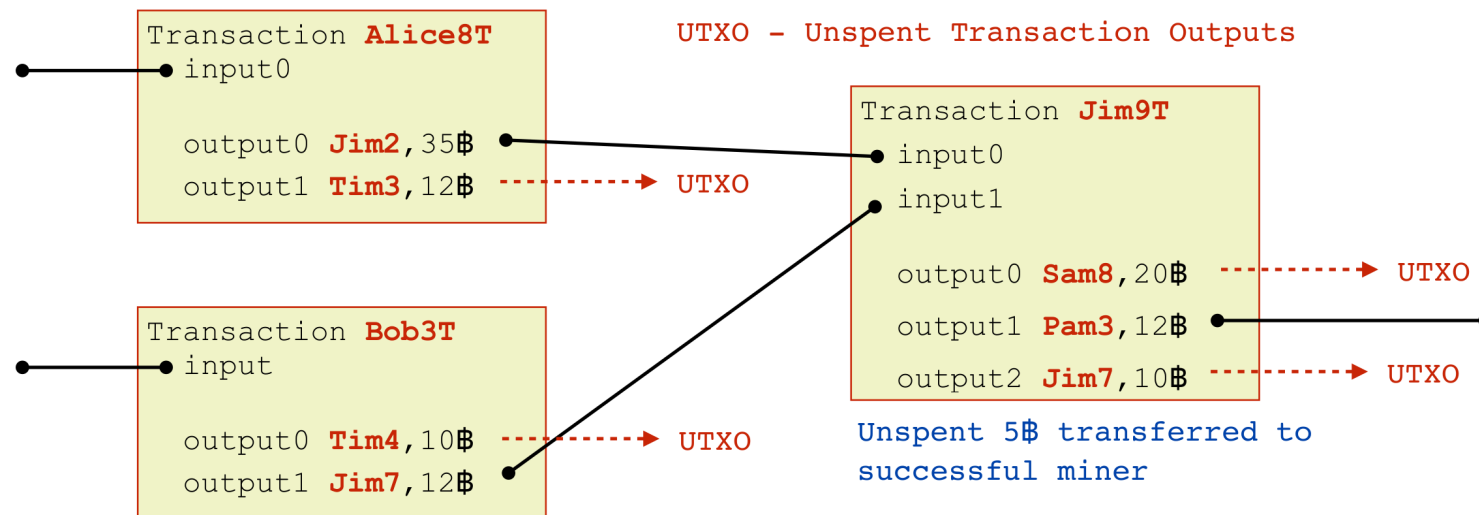 Transaction Alice8T
input0
output0 Jim2,35฿
output1 Tim3,12฿
UTXO
UTXO - Unspent Transaction Outputs
Transaction Bob3T
input
output0 Tim4,10฿
UTXO
output1 Jim7,12฿
Transaction Jim9T
input0
input1
output0 Sam8,20฿
UTXO
output1 Pam3,12฿
output2 Jim7,10฿
UTXO
Unspent 5฿ transferred to
successful miner